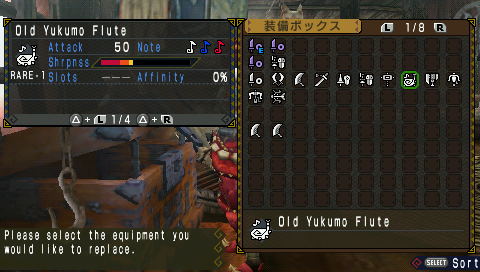 Old Yukumo Flute
Attack 50 Note
Shrpnss
RARE-1 Slots --- Affinity 0%
△+L 1/4 △+R
装備ボックス L 1/8 R
E
Old Yukumo Flute
Please select the equipment you
would like to replace.
SELECT Sort